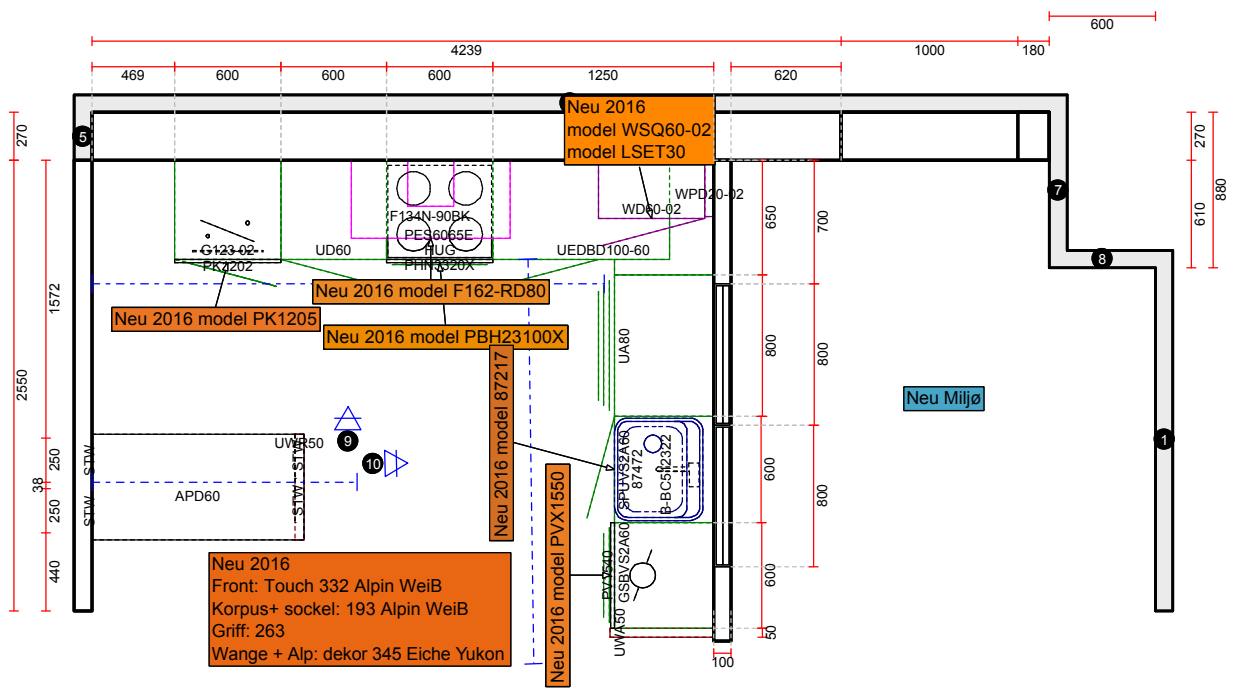 600
4239
1000
180
469
600
600
600
1250
620
5
270
270
880
610
7
8
1
Neu 2016
model WSQ60-02
model LSET30
WPD20-02
WD60-02
F134N-90BK
PES6065E
HUG
PHN3320X
G123-02
PK4202
UD60
UEDBD100-60
650
700
1572
2550
Neu 2016 model F162-RD80
Neu 2016 model PK1205
Neu 2016 model PBH23100X
UA80
800
800
Neu 2016 model 87217
Neu Miljø
9
10
UWR50
STW
STW
STW
STW
APD60
250
38
250
440
SPUVS2A60
87472
B-BC5U2322
600
800
Neu 2016 model PVX1550
PV1540
GSBVS2A60
UWA50
600
50
100
Neu 2016
Front: Touch 332 Alpin WeiB
Korpus+ sockel: 193 Alpin WeiB
Griff: 263
Wange + Alp: dekor 345 Eiche Yukon